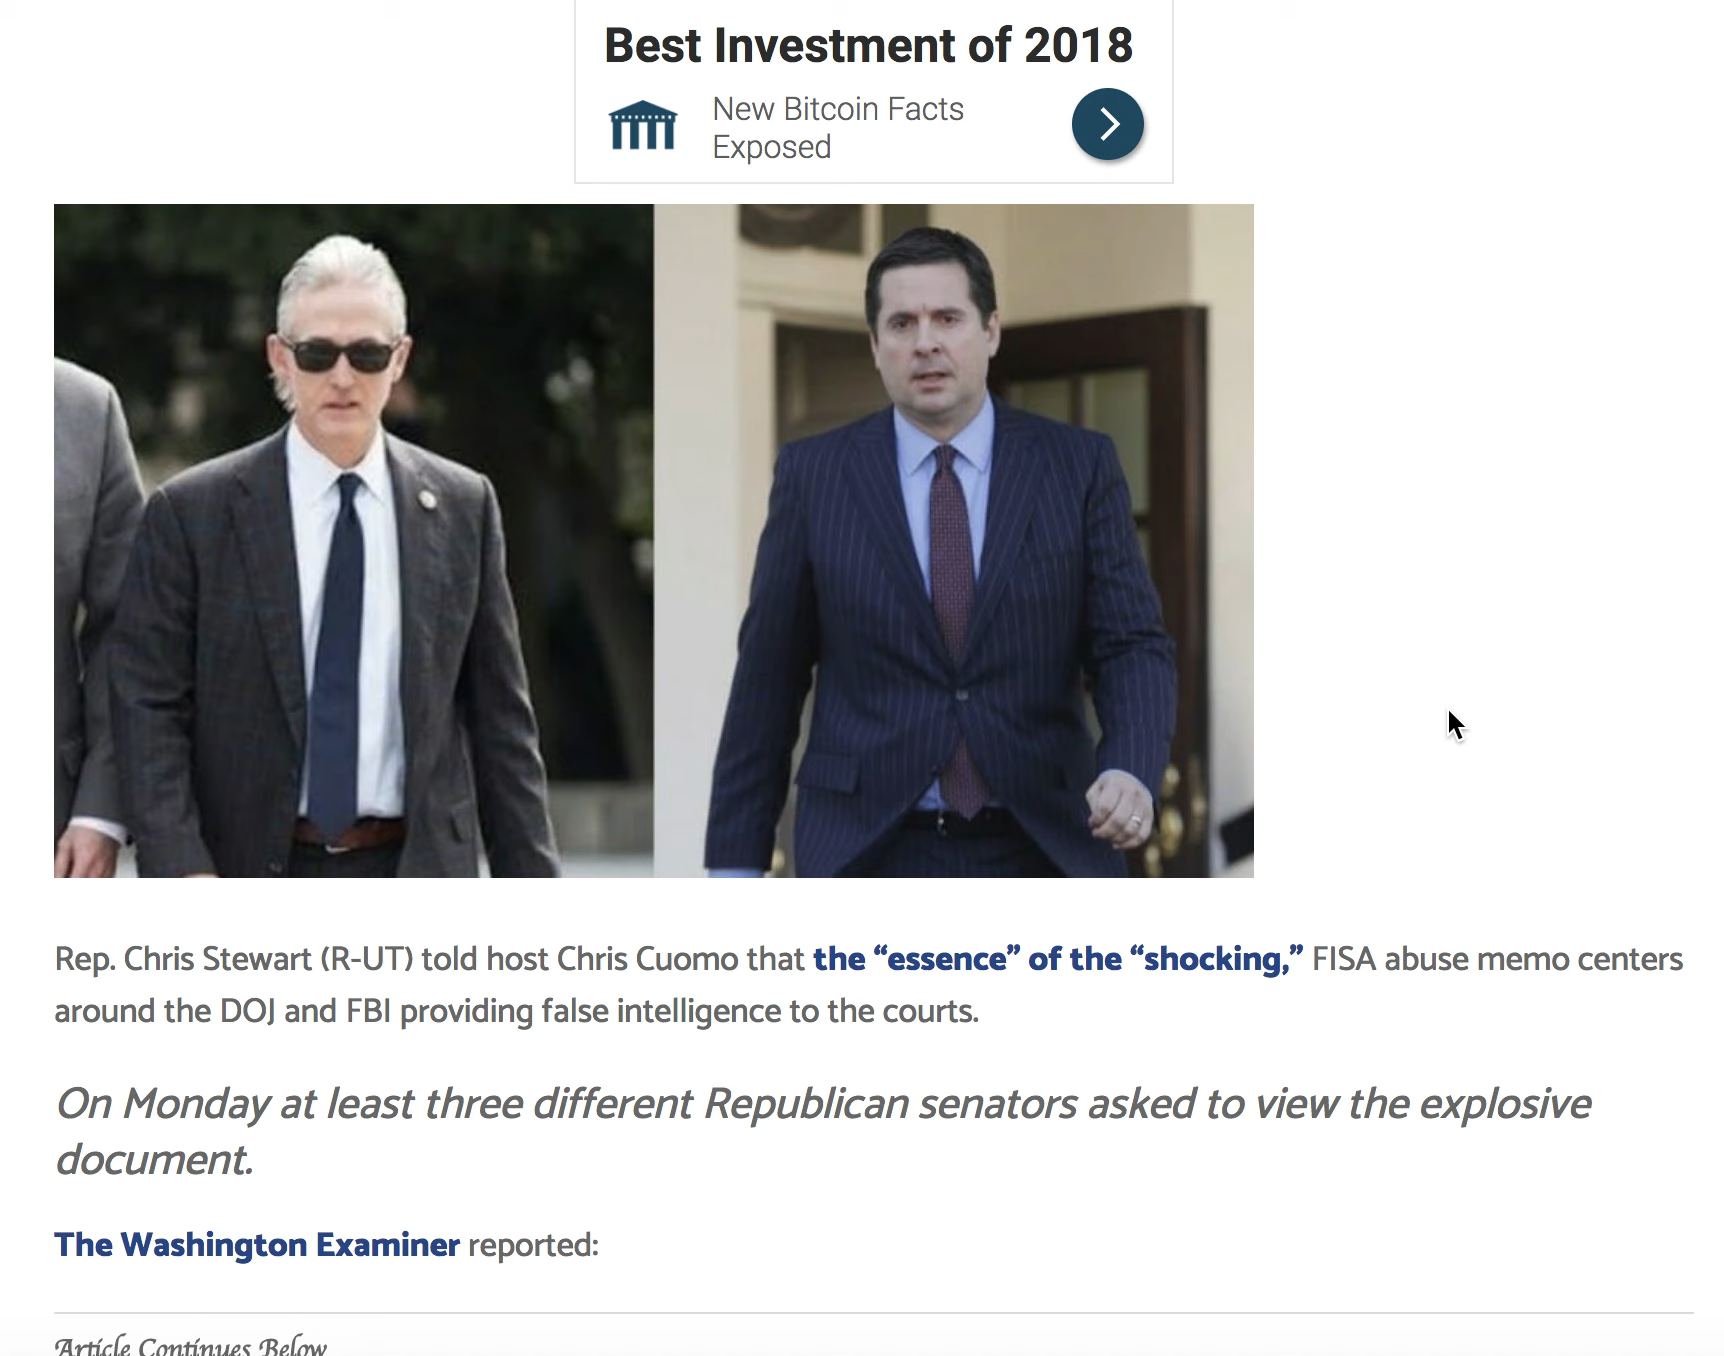 Best Investment of 2018
New Bitcoin Facts
Exposed
Rep. Chris Stewart (R-UT) told host Chris Cuomo that the “essence” of the “shocking,” FISA abuse memo centers
around the DOJ and FBI providing false intelligence to the courts.
On Monday at least three different Republican senators asked to view the explosive
document.
The Washington Examiner reported:
Article Continues Below